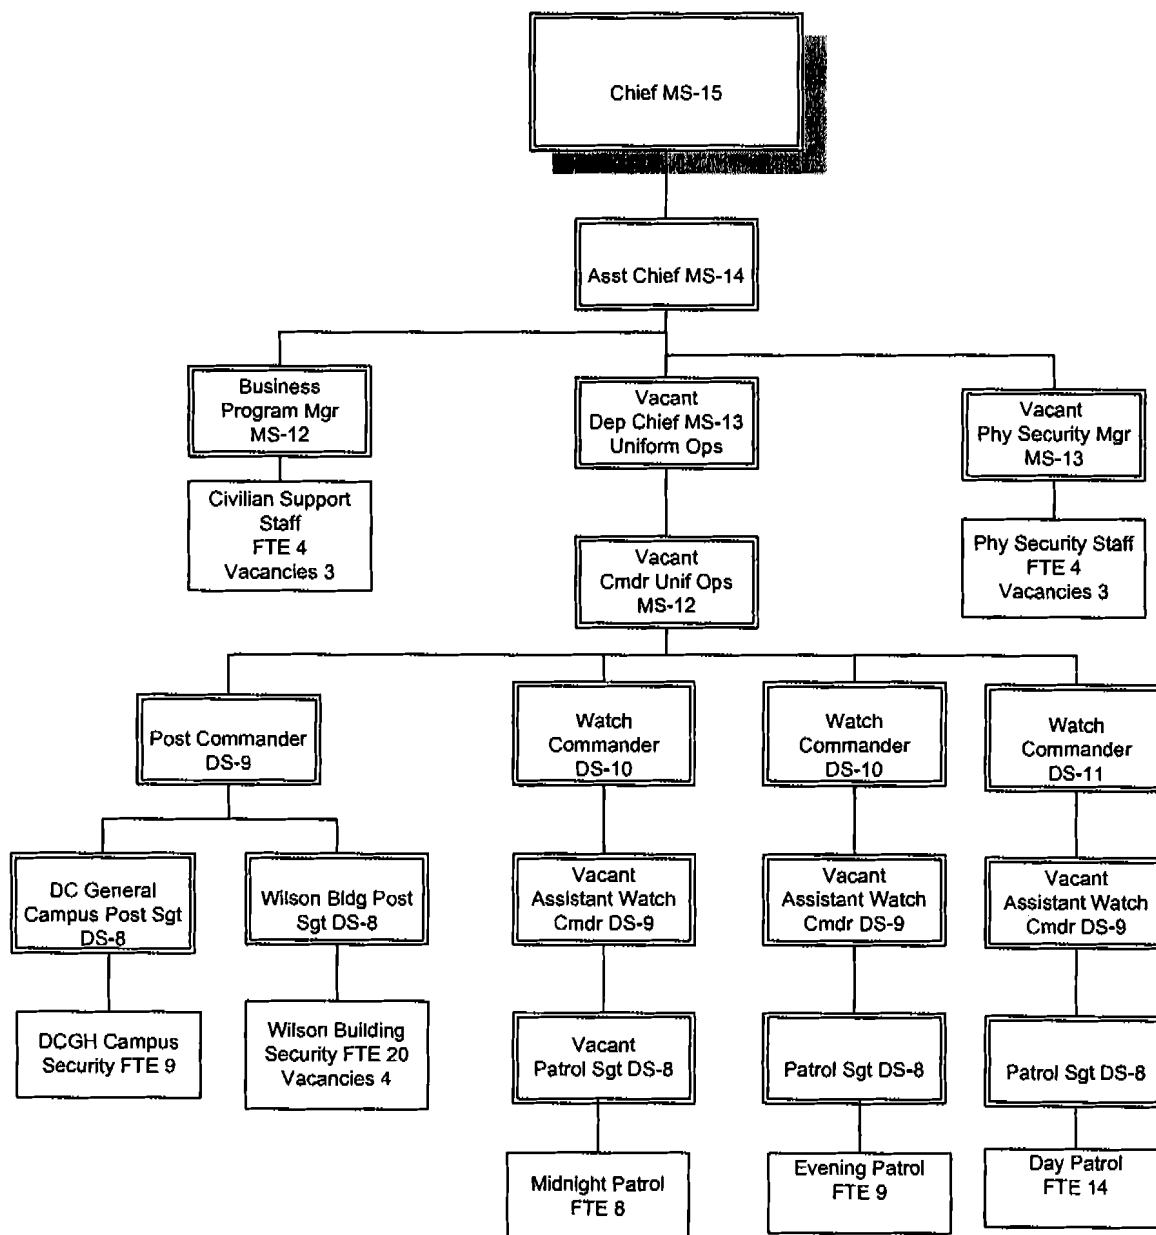 Chief MS-15
Asst Chief MS-14
Business
Program Mgr
MS-12
Vacant
Dep Chief MS-13
Uniform Ops
Vacant
Phy Security Mgr
MS-13
Civilian Support
Staff
FTE 4
Vacancies 3
Phy Security Staff
FTE 4
Vacancies 3
Vacant
Cmdr Unif Ops
MS-12
Post Commander
DS-9
Watch
Commander
DS-10
Watch
Commander
DS-10
Watch
Commander
DS-11
DC General
Campus Post Sgt
DS-8
Wilson Bldg Post
Sgt DS-8
Vacant
Assistant Watch
Cmdr DS-9
Vacant
Assistant Watch
Cmdr DS-9
Vacant
Assistant Watch
Cmdr DS-9
DCGH Campus
Security FTE 9
Wilson Building
Security FTE 20
Vacancies 4
Vacant
Patrol Sgt DS-8
Patrol Sgt DS-8
Patrol Sgt DS-8
Midnight Patrol
FTE 8
Evening Patrol
FTE 9
Day Patrol
FTE 14